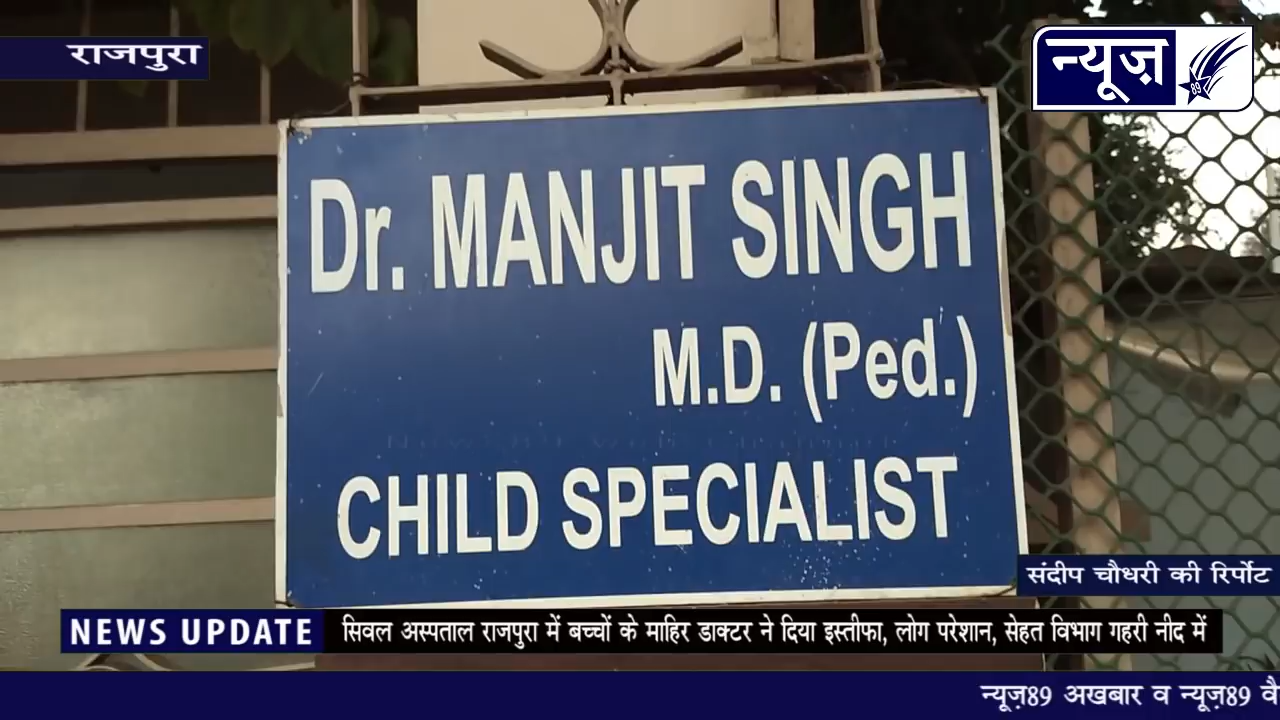 राजपुरा
न्यूज़
89
Dr. MANJIT SINGH
M.D. (Ped.)
CHILD SPECIALIST
संदीप चौधरी की रिर्पोट
NEWS UPDATE
सिवल अस्पताल राजपुरा में बच्चों के माहिर डाक्टर ने दिया इस्तीफा, लोग परेशान, सेहत विभाग गहरी नीद में
न्यूज़89 अखबार व न्यूज़89 वै